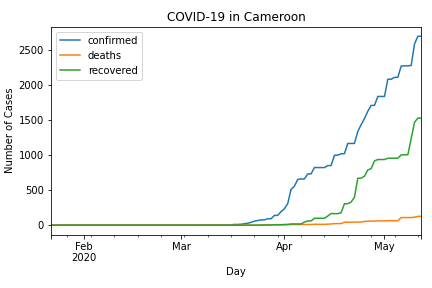 COVID-19 in Cameroon
confirmed
deaths
recovered
Number of Cases
2500
2000
1500
1000
500
0
Feb
2020
Mar
Apr
May
Day